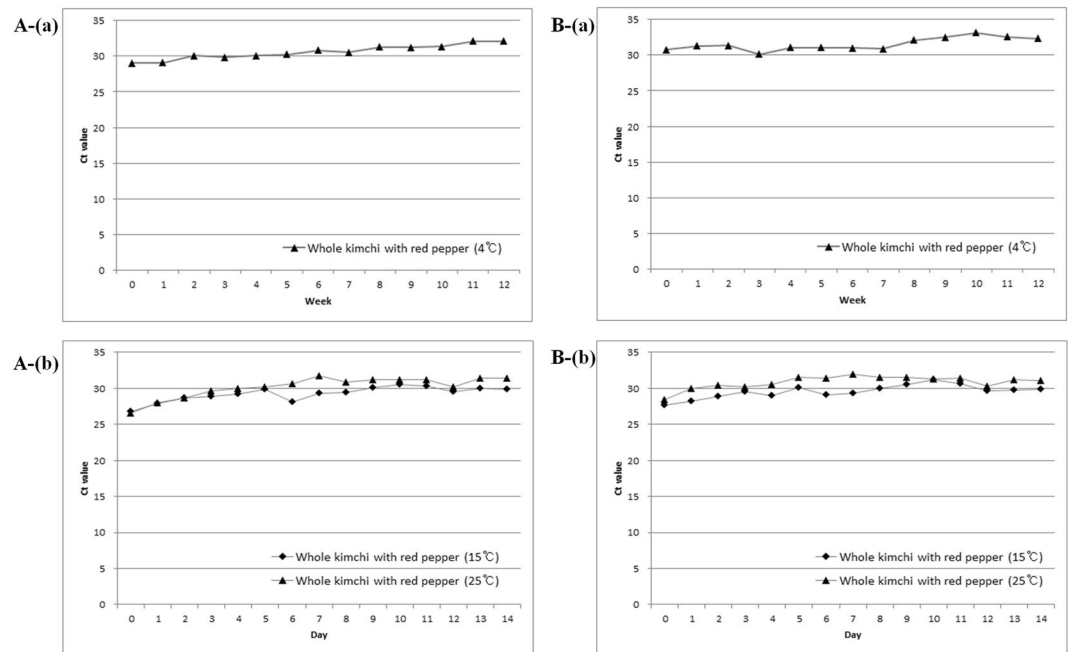 A-(a)
35
30
25
20
15
10
5
0
Ct value
Whole kimchi with red pepper (4℃)
0 1 2 3 4 5 6 7 8 9 10 11 12
Week
B-(a)
35
30
25
20
15
10
5
0
Ct value
Whole kimchi with red pepper (4℃)
0 1 2 3 4 5 6 7 8 9 10 11 12
Week
A-(b)
35
30
25
20
15
10
5
0
Ct value
Whole kimchi with red pepper (15℃)
Whole kimchi with red pepper (25℃)
0 1 2 3 4 5 6 7 8 9 10 11 12 13 14
Day
B-(b)
35
30
25
20
15
10
5
0
Ct value
Whole kimchi with red pepper (15℃)
Whole kimchi with red pepper (25℃)
0 1 2 3 4 5 6 7 8 9 10 11 12 13 14
Day